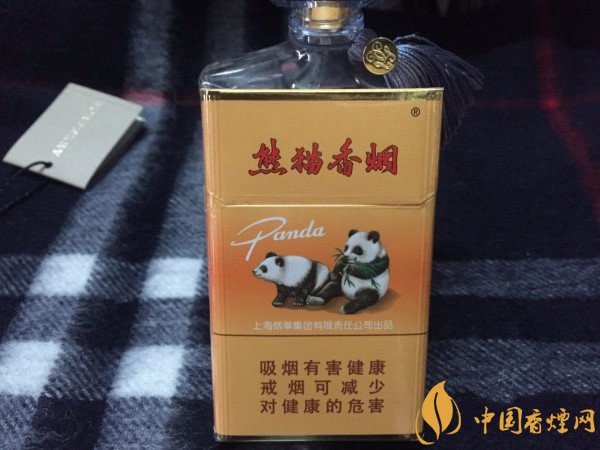 熊猫香烟
®
Panda
上海烟草集团有限责任公司出品
吸烟有害健康
戒烟可减少
对健康的危害
中国香烟网